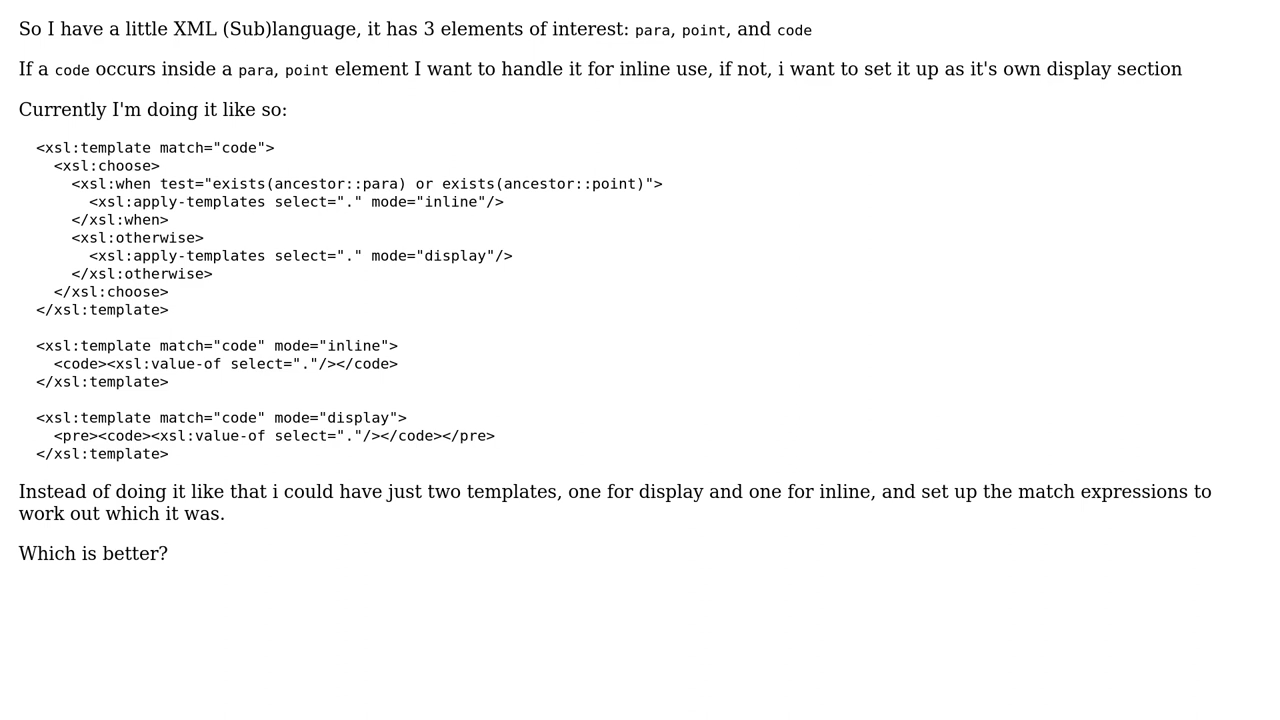 So I have a little XML (Sub)language, it has 3 elements of interest: para, point, and code
If a code occurs inside a para, point element I want to handle it for inline use, if not, i want to set it up as it's own display section
Currently I'm doing it like so:
<xsl:template match="code">
<xsl:choose>
<xsl:when test="exists(ancestor::para) or exists(ancestor::point)">
<xsl:apply-templates select="." mode="inline"/>
</xsl:when>
<xsl:otherwise>
<xsl:apply-templates select="." mode="display"/>
</xsl:otherwise>
</xsl:choose>
</xsl:template>
<xsl:template match="code" mode="inline">
<code><xsl:value-of select="."/></code>
</xsl:template>
<xsl:template match="code" mode="display">
<pre><code><xsl:value-of select="."/></code></pre>
</xsl:template>
Instead of doing it like that i could have just two templates, one for display and one for inline, and set up the match expressions to
work out which it was.
Which is better?